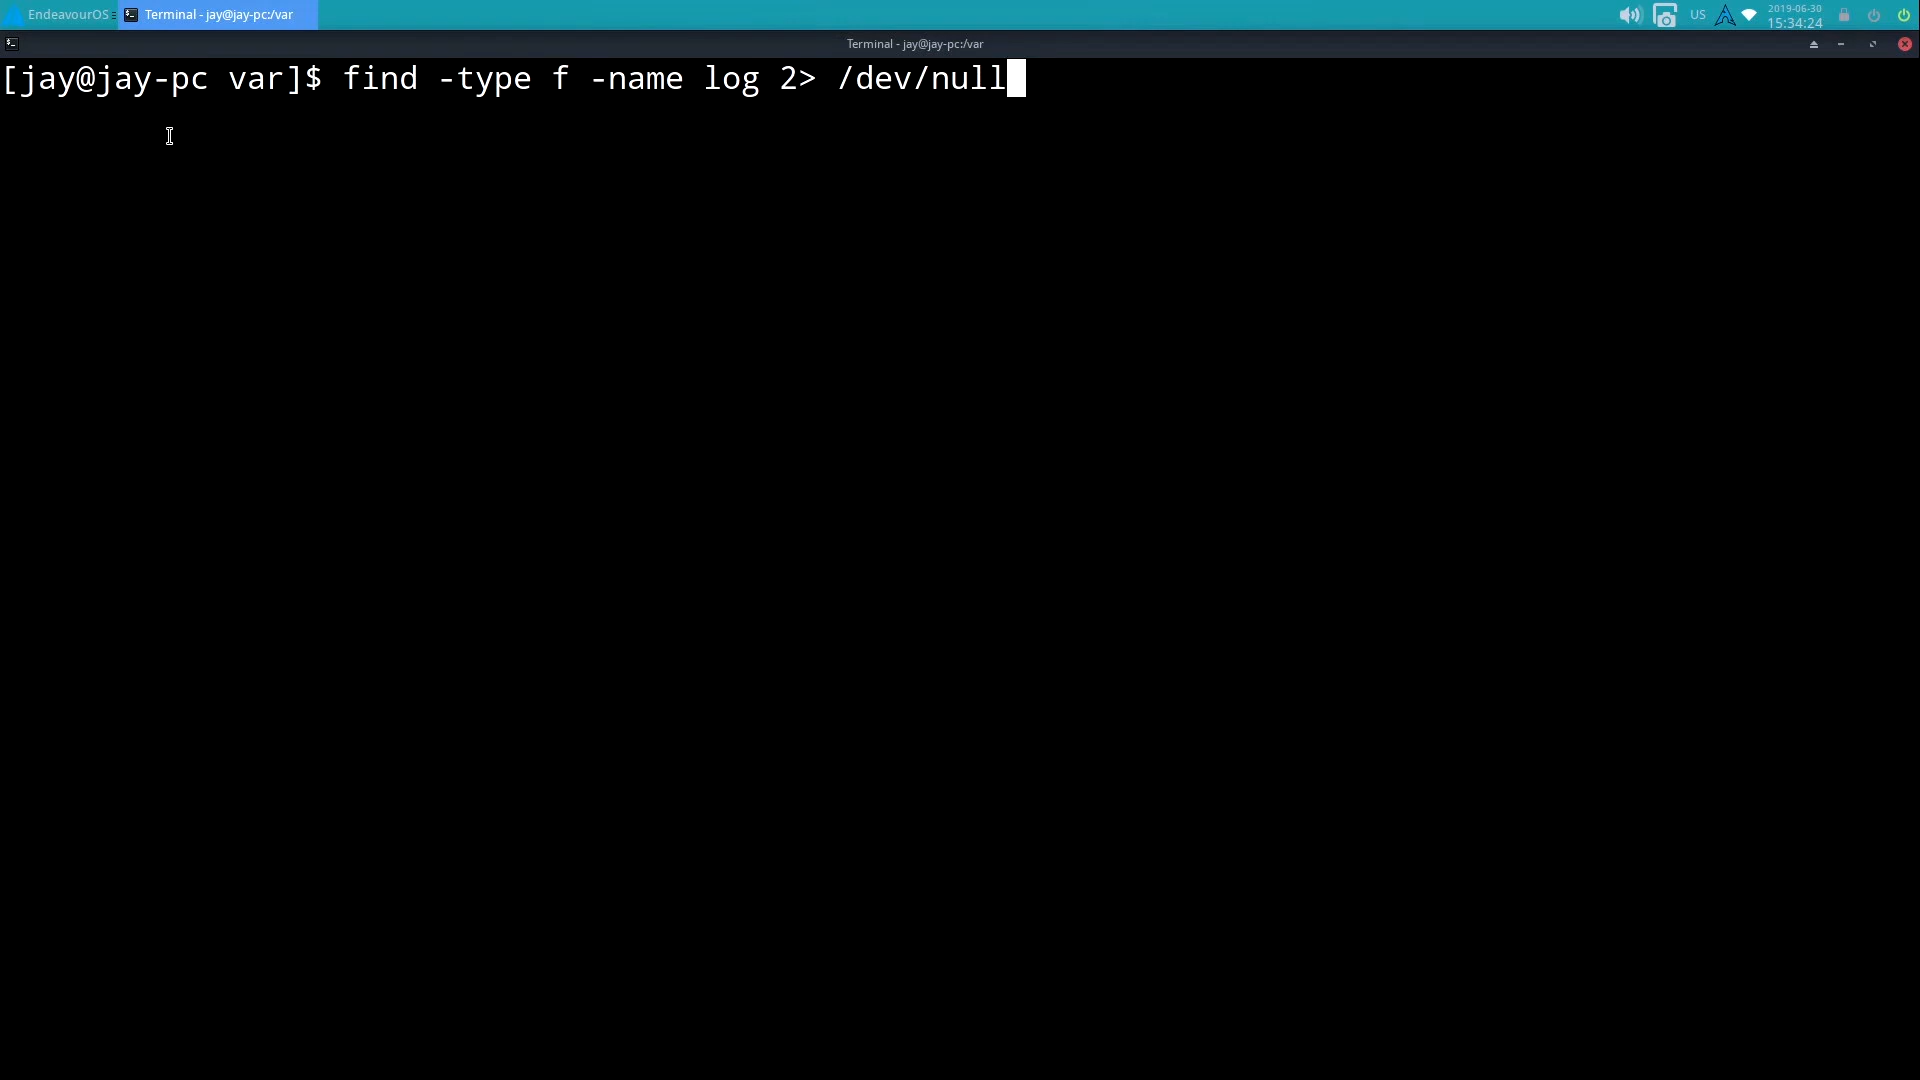 EndeavourOS
Terminal - jay@jay-pc:/var
US
2019-06-30
15:34:24
Terminal - jay@jay-pc:/var
[jay@jay-pc var]$ find -type f -name log 2> /dev/null